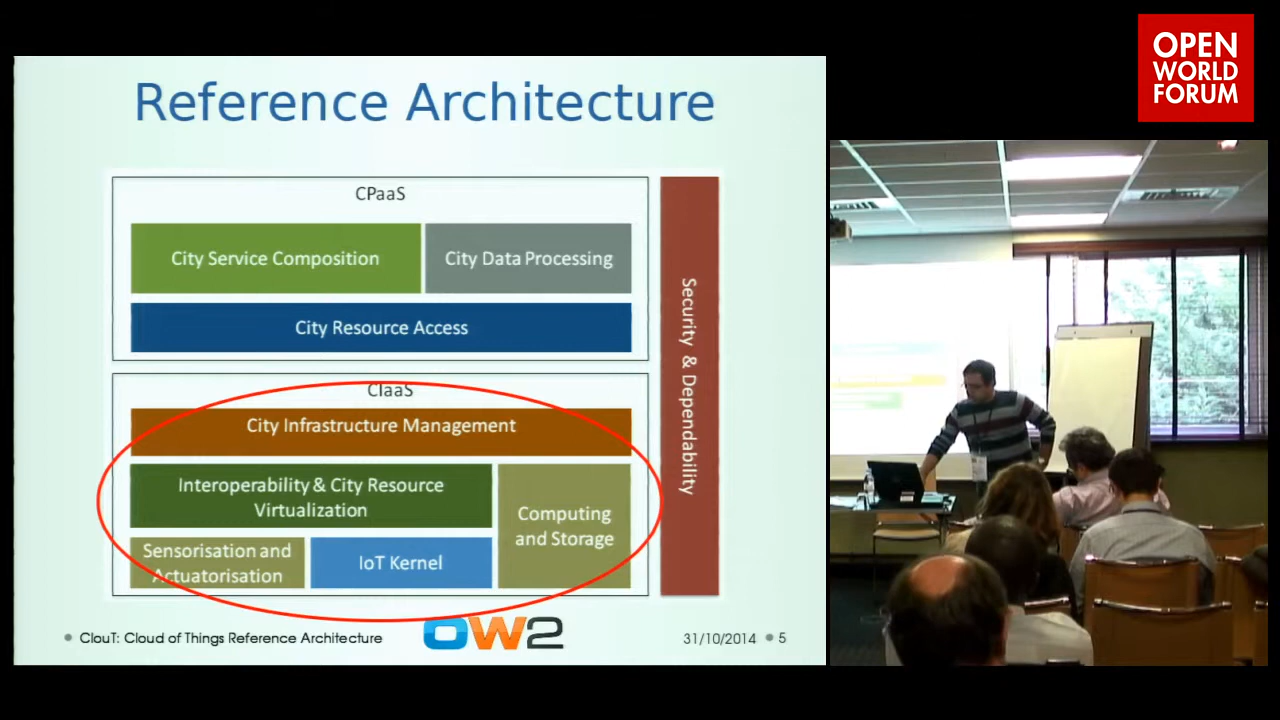 OPEN
WORLD
FORUM
Reference Architecture
CPaaS
City Service Composition
City Data Processing
City Resource Access
Security & Dependability
CIaaS
City Infrastructure Management
Interoperability & City Resource
Virtualization
Computing
and Storage
Sensorisation and
Actuatorisation
IoT Kernel
ClouT: Cloud of Things Reference Architecture
OW2
31/10/2014
5